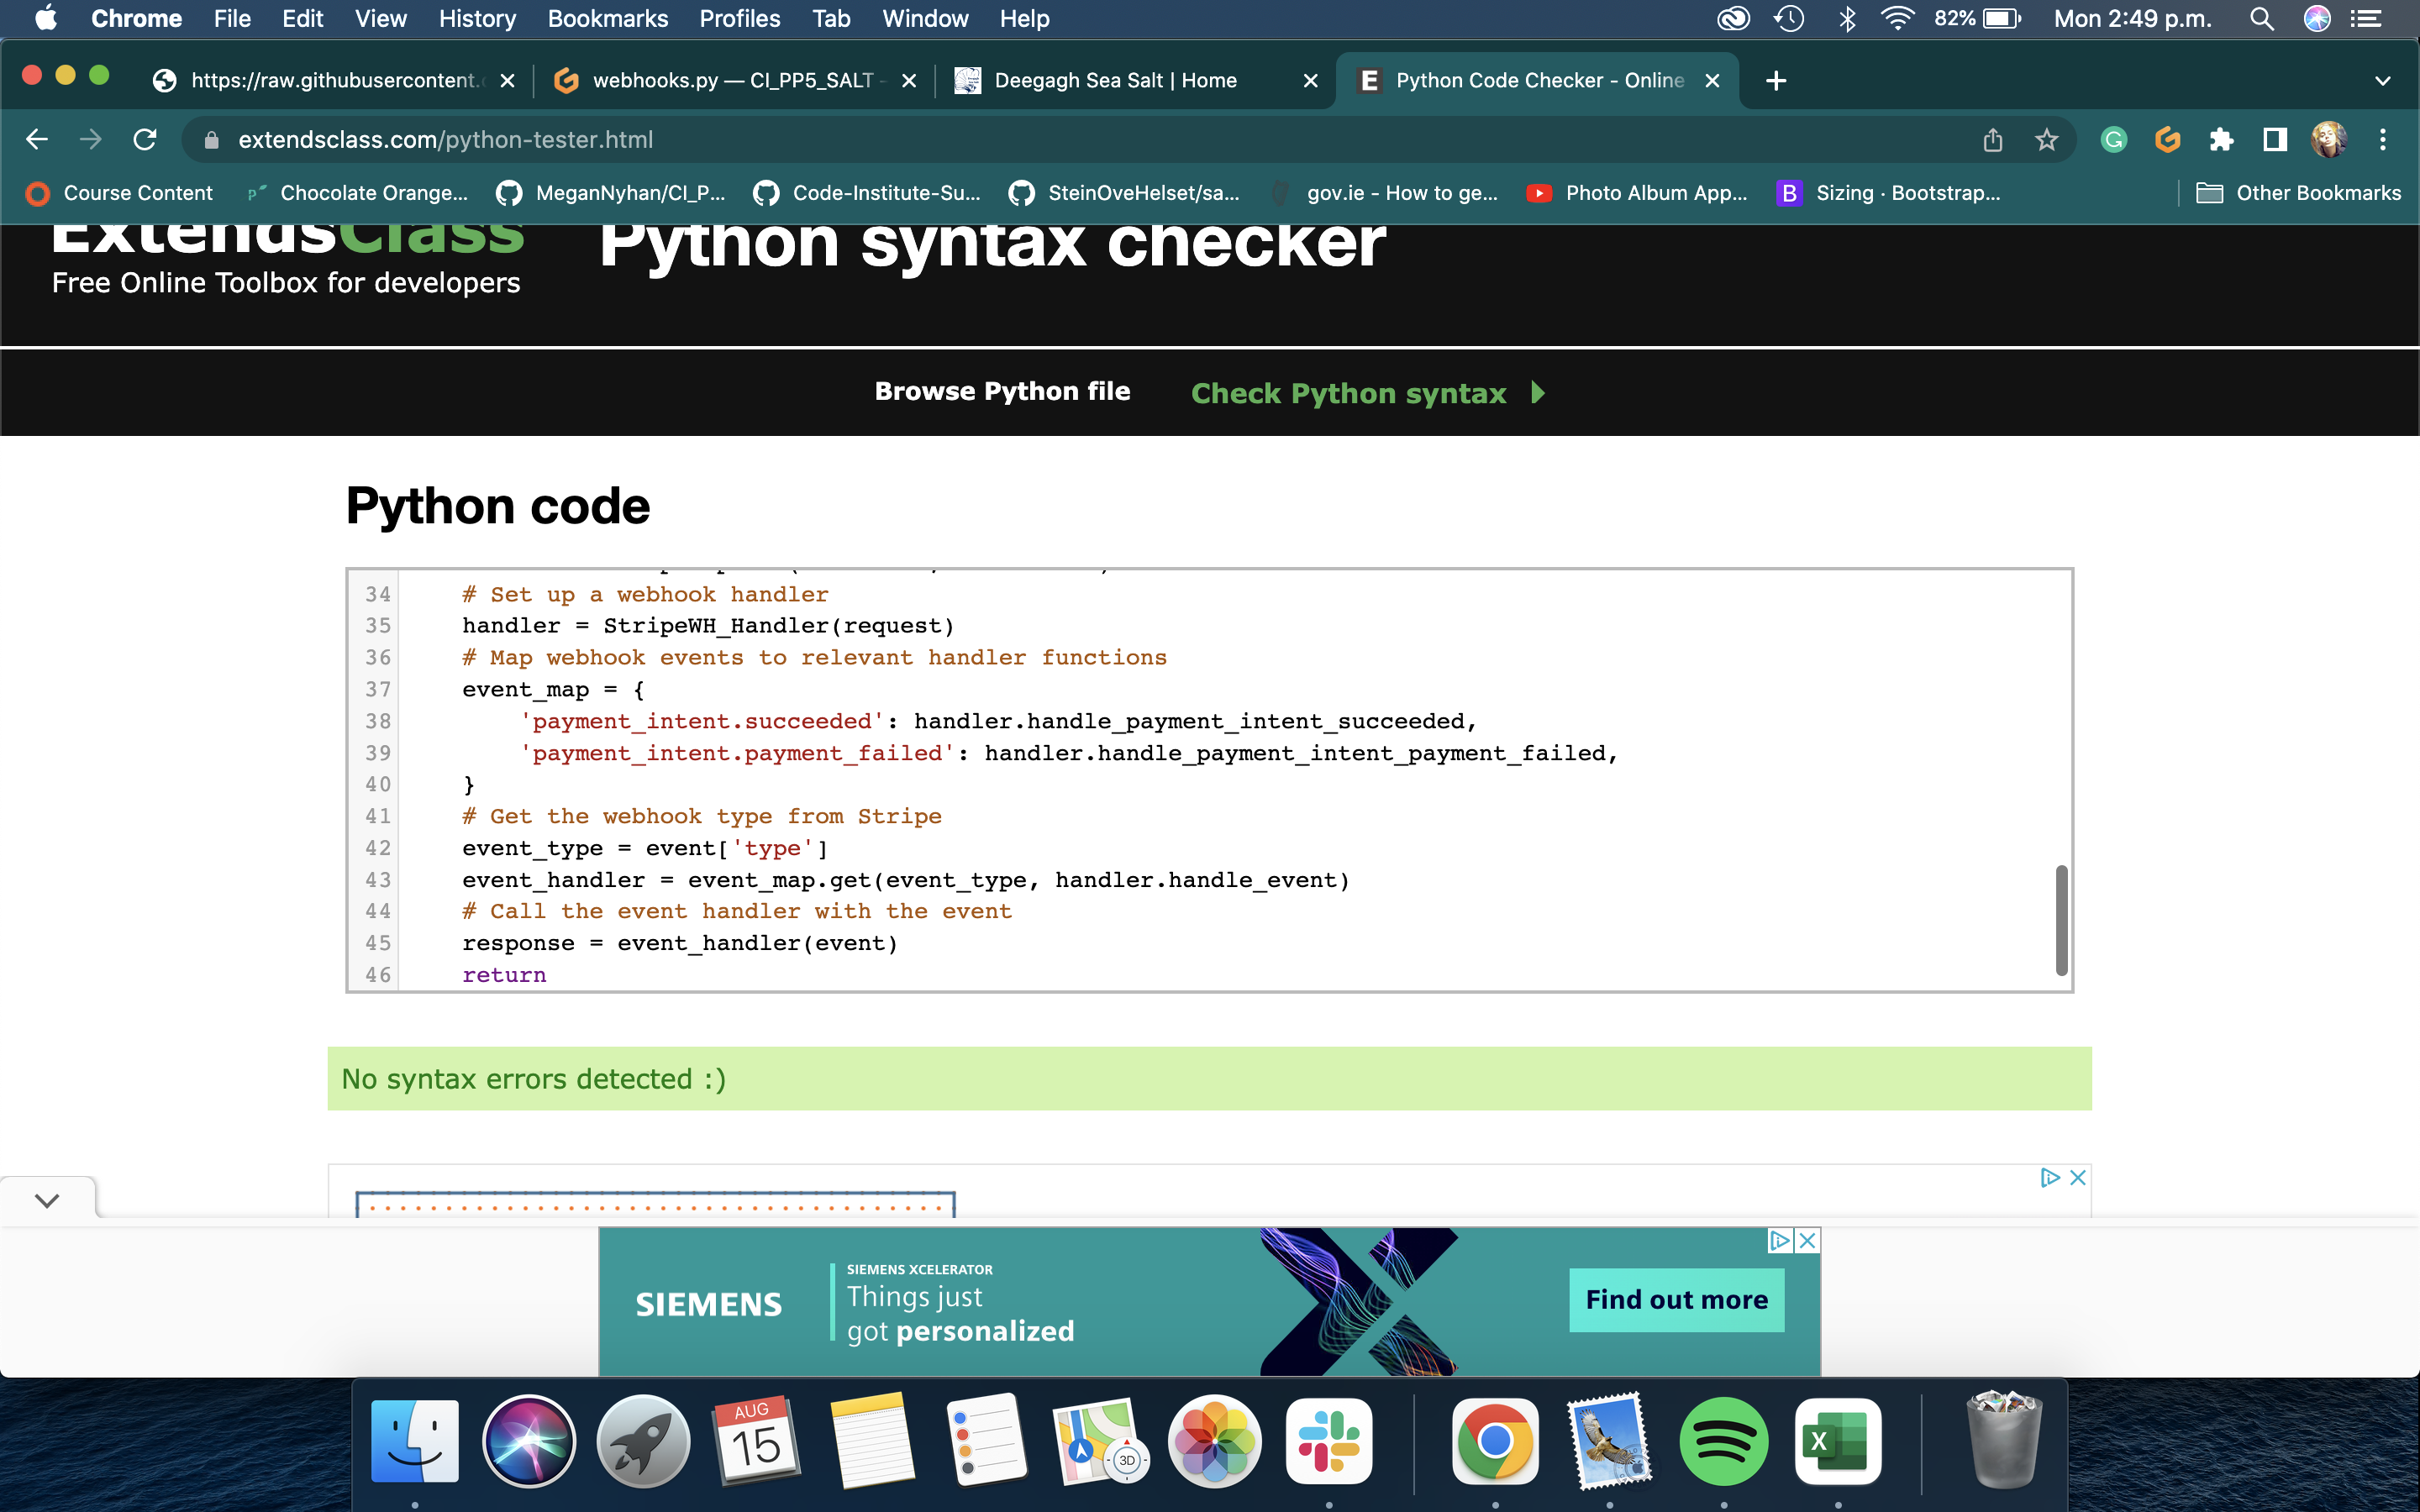 Chrome File Edit View History Bookmarks Profiles Tab Window Help 82% Mon 2:49 p.m.
https://raw.githubusercontent.c webhooks.py — CI_PP5_SALT - Deegagh Sea Salt | Home Python Code Checker - Online
extendsclass.com/python-tester.html
Course Content Chocolate Orange... MeganNyhan/CI_P... Code-Institute-Su... SteinOveHelset/sa... gov.ie - How to ge... Photo Album App... Sizing · Bootstrap... Other Bookmarks
ExtendsClass Python syntax checker
Free Online Toolbox for developers
Browse Python file Check Python syntax
Python code
34 # Set up a webhook handler
35 handler = StripeWH_Handler(request)
36 # Map webhook events to relevant handler functions
37 event_map = {
38 'payment_intent.succeeded': handler.handle_payment_intent_succeeded,
39 'payment_intent.payment_failed': handler.handle_payment_intent_payment_failed,
40 }
41 # Get the webhook type from Stripe
42 event_type = event['type']
43 event_handler = event_map.get(event_type, handler.handle_event)
44 # Call the event handler with the event
45 response = event_handler(event)
46 return
No syntax errors detected :)
SIEMENS
SIEMENS XCELERATOR
Things just
got personalized
Find out more
AUG
15
3D
X